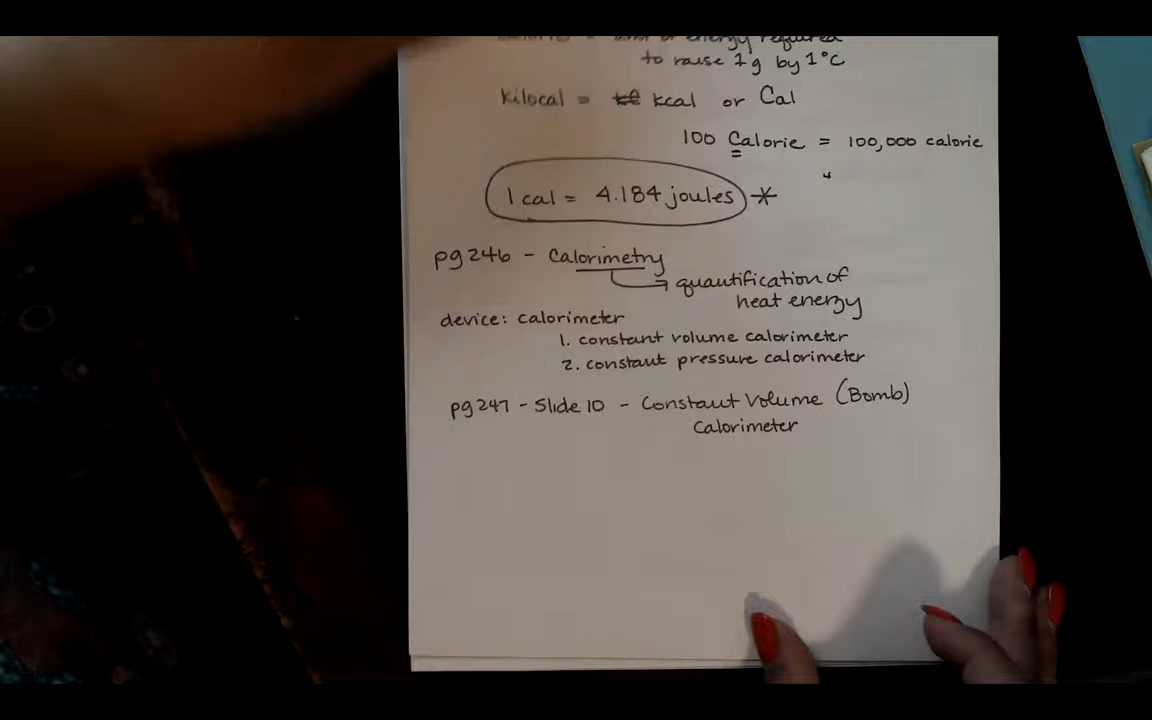 energy required
to raise 1g by 1°C
kilocal = kcal or Cal
100 Calorie = 100,000 calorie
1 cal = 4.184 joules *
pg 246 - Calorimetry
quantification of
heat energy
device: calorimeter
1. constant volume calorimeter
2. constant pressure calorimeter
pg 247 - Slide 10 - Constant Volume (Bomb)
Calorimeter